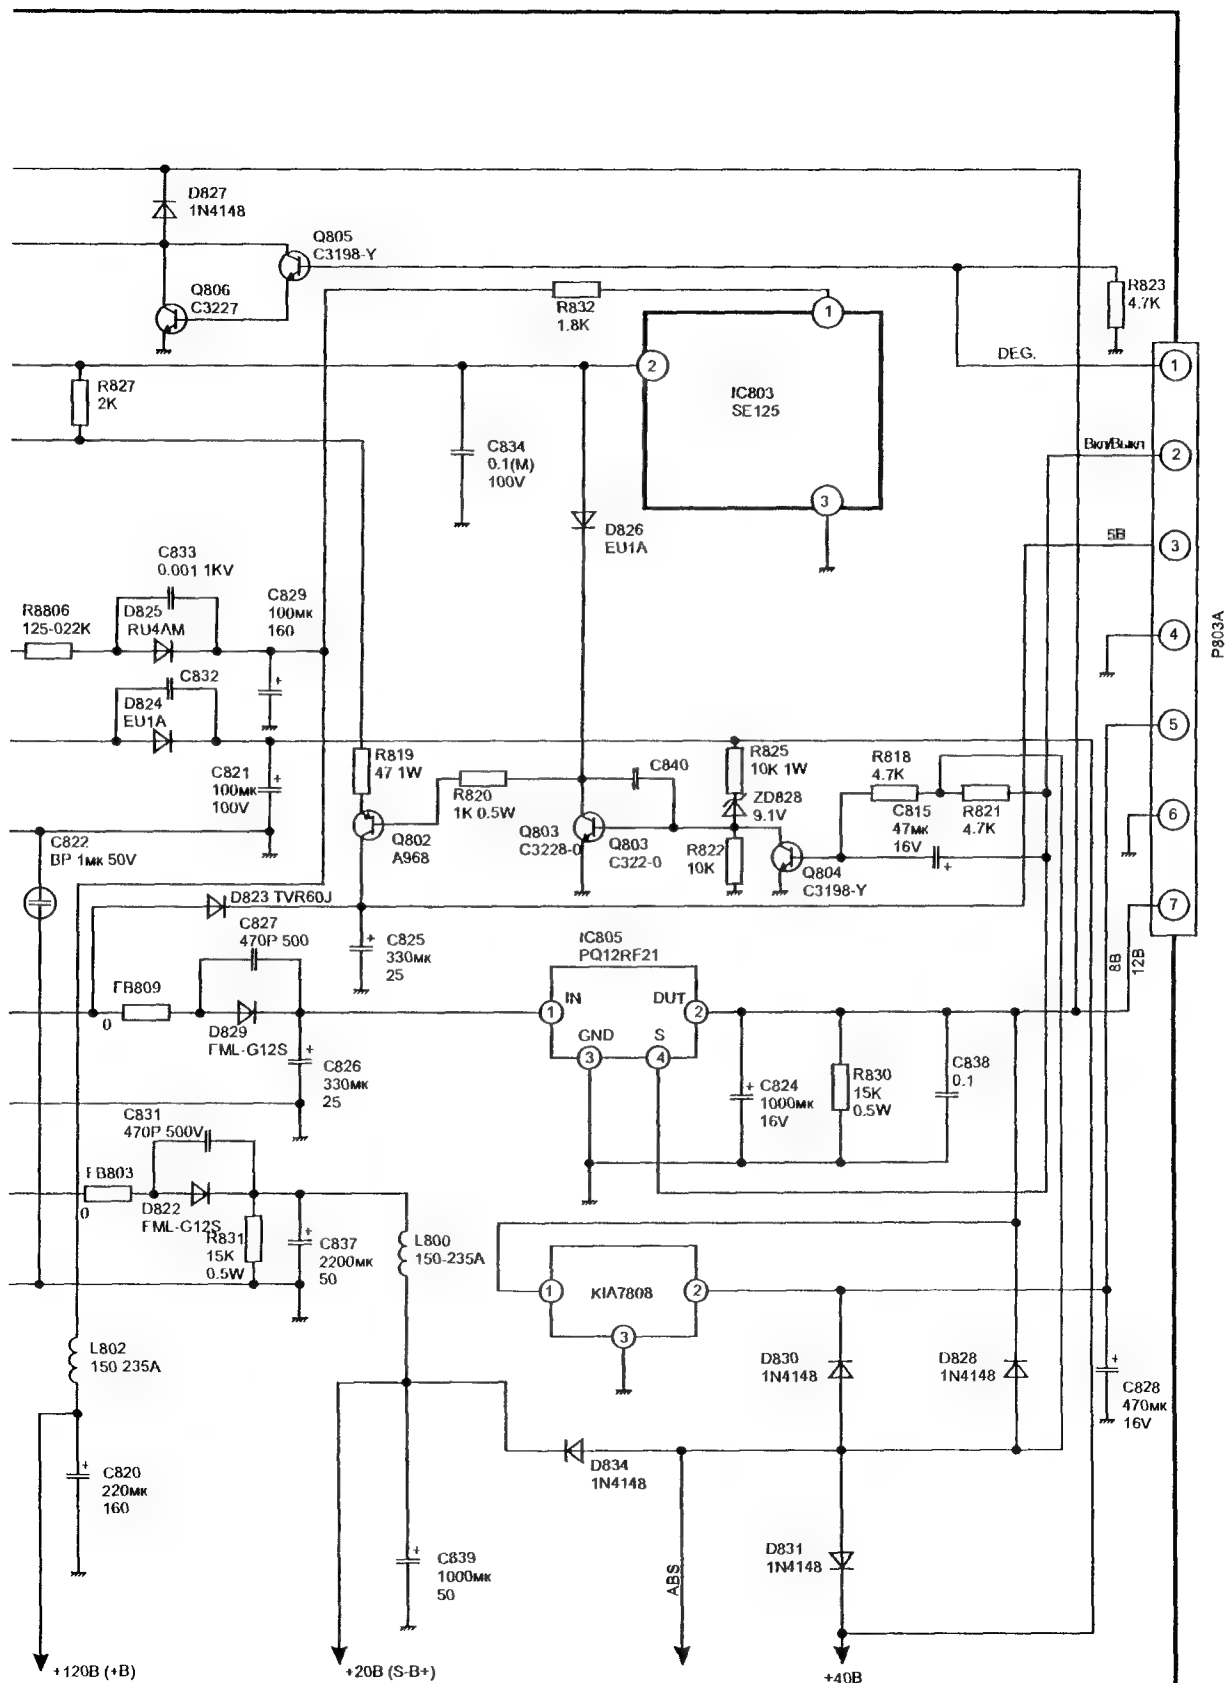 D827
1N4148
Q805
C3198-Y
Q806
C3227
R832
1.8K
R823
4.7K
1
DEG.
1
2
IC803
SE125
R827
2K
Вкл/Выкл
2
C834
0.1(M)
100V
3
D826
EU1A
5В
3
C833
0.001 1KV
R8806
125-022K
D825
RU4AM
C829
100мк
160
4
P803A
C832
D824
EU1A
5
R819
47 1W
C840
R825
10K 1W
R818
4.7K
C821
100мк
100V
R820
1K 0.5W
ZD828
9.1V
C815
47мк
16V
R821
4.7K
6
C822
BP 1мк 50V
Q802
A968
Q803
C3228-0
Q803
C322-0
R822
10K
Q804
C3198-Y
D823 TVR60J
7
C827
470P 500
C825
330мк
25
IC805
PQ12RF21
8В
12В
FB809
0
D829
FML-G12S
1
IN
DUT
2
GND
S
3
4
C826
330мк
25
C824
1000мк
16V
R830
15K
0.5W
C838
0.1
C831
470P 500V
FB803
0
D822
FML-G12S
R831
15K
0.5W
C837
2200мк
50
L800
150-235A
1
KIA7808
2
3
L802
150 235A
D830
1N4148
D828
1N4148
C828
470мк
16V
C820
220мк
160
D834
1N4148
C839
1000мк
50
ABS
D831
1N4148
+120В (+В)
+20В (S-B+)
+40В